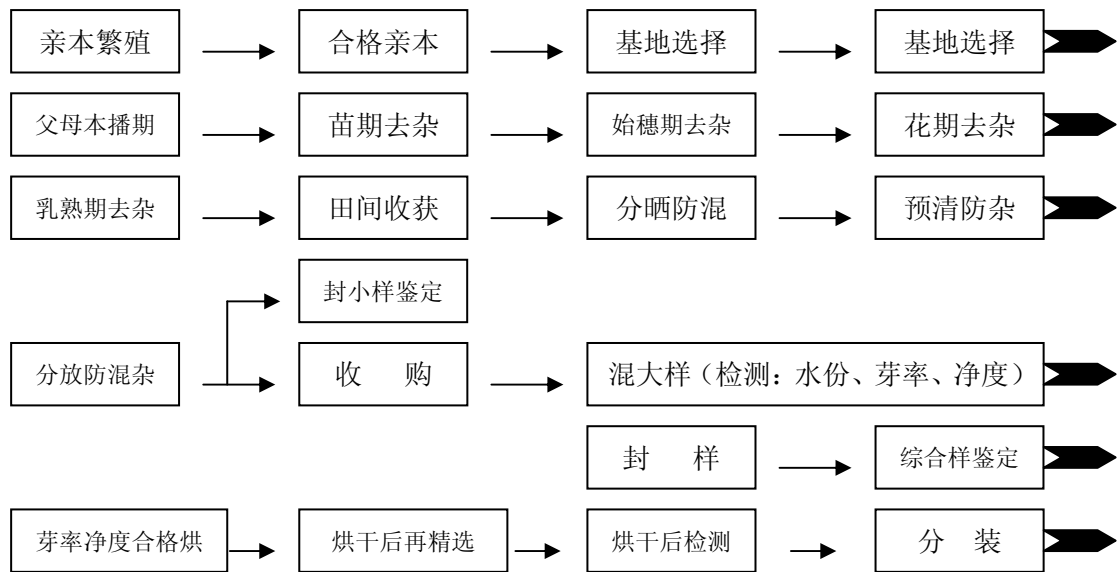 亲本繁殖 合格亲本 基地选择 基地选择
父母本播期 苗期去杂 始穗期去杂 花期去杂
乳熟期去杂 田间收获 分晒防混 预清防杂
封小样鉴定
分放防混杂 收 购 混大样（检测：水份、芽率、净度）
封 样 综合样鉴定
芽率净度合格烘 烘干后再精选 烘干后检测 分 装